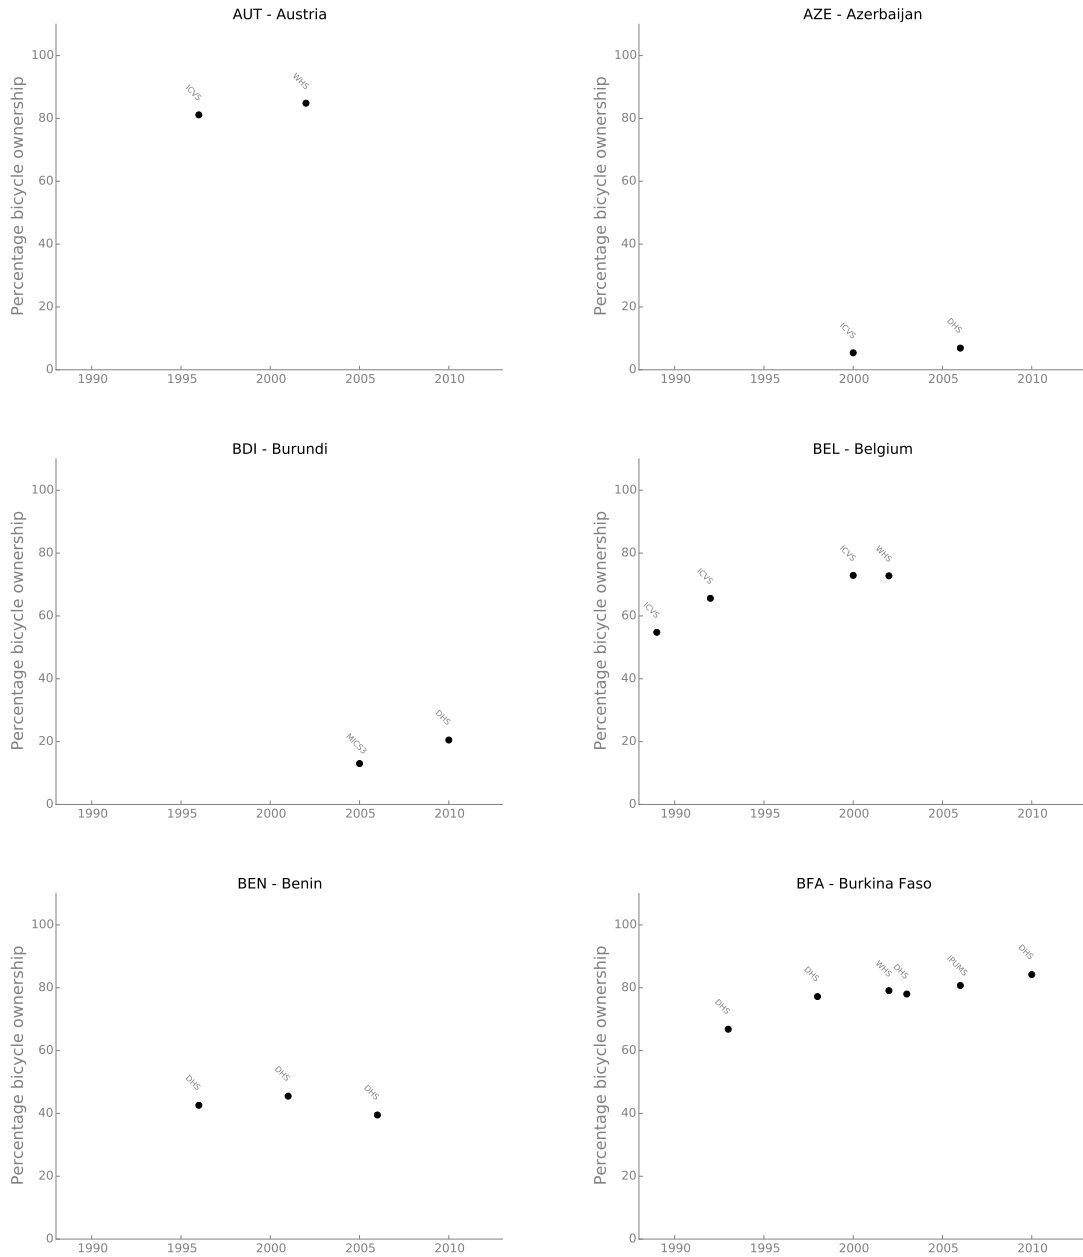 AUT - Austria
Percentage bicycle ownership
100
80
60
40
20
0
ICVS
WHS
1990 1995 2000 2005 2010
AZE - Azerbaijan
Percentage bicycle ownership
100
80
60
40
20
0
ICVS
DHS
1990 1995 2000 2005 2010
BDI - Burundi
Percentage bicycle ownership
100
80
60
40
20
0
MICS3
DHS
1990 1995 2000 2005 2010
BEL - Belgium
Percentage bicycle ownership
100
80
60
40
20
0
ICVS
ICVS
ICVS
WHS
1990 1995 2000 2005 2010
BEN - Benin
Percentage bicycle ownership
100
80
60
40
20
0
DHS
DHS
DHS
1990 1995 2000 2005 2010
BFA - Burkina Faso
Percentage bicycle ownership
100
80
60
40
20
0
DHS
DHS
WHS
DHS
IPUMS
DHS
1990 1995 2000 2005 2010